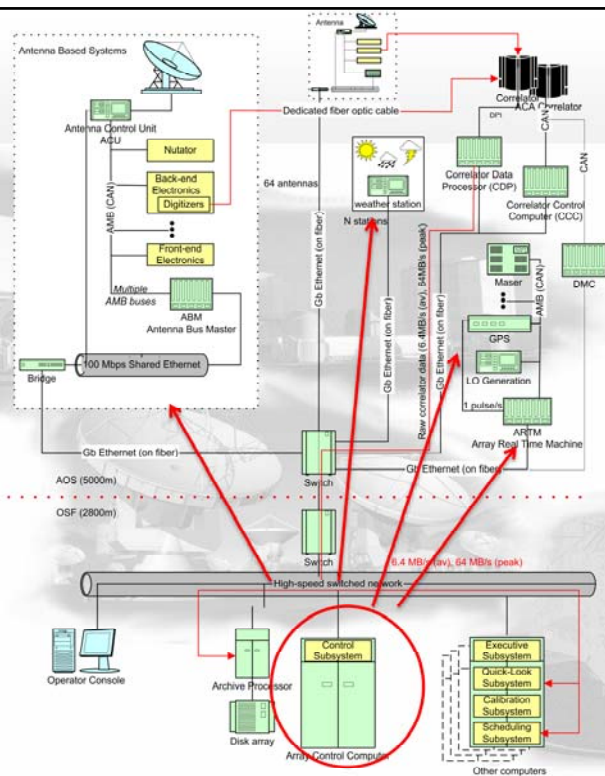 Antenna Based Systems
Antenna Control Unit
ACU
Nutator
Back-end
Electronics
Digitizers
Front-end
Electronics
AMB (CAN)
Multiple
AMB buses
ABM
Antenna Bus Master
100 Mbps Shared Ethernet
Bridge
Antenna
Dedicated fiber optic cable
64 antennas
Gb Ethernet (on fiber)
weather station
N stations
Gb Ethernet (on fiber)
Correlator
ACA Correlator
CAN
CAN
Correlator Data
Processor (CDP)
Correlator Control
Computer (CCC)
Raw correlator data (6.4MB/s (av), 64MB/s (peak)
Gb Ethernet (on fiber)
Maser
AMB (CAN)
DMC
GPS
LO Generation
1 pulse/s
ARTM
Array Real Time Machine
Gb Ethernet (on fiber)
Gb Ethernet (on fiber)
Switch
AOS (5000m)
OSF (2800m)
Switch
6.4 MB/s (av), 64 MB/s (peak)
High-speed switched network
Operator Console
Archive Processor
Disk array
Control
Subsystem
Array Control Computer
Executive
Subsystem
Quick-Look
Subsystem
Calibration
Subsystem
Scheduling
Subsystem
Other computers